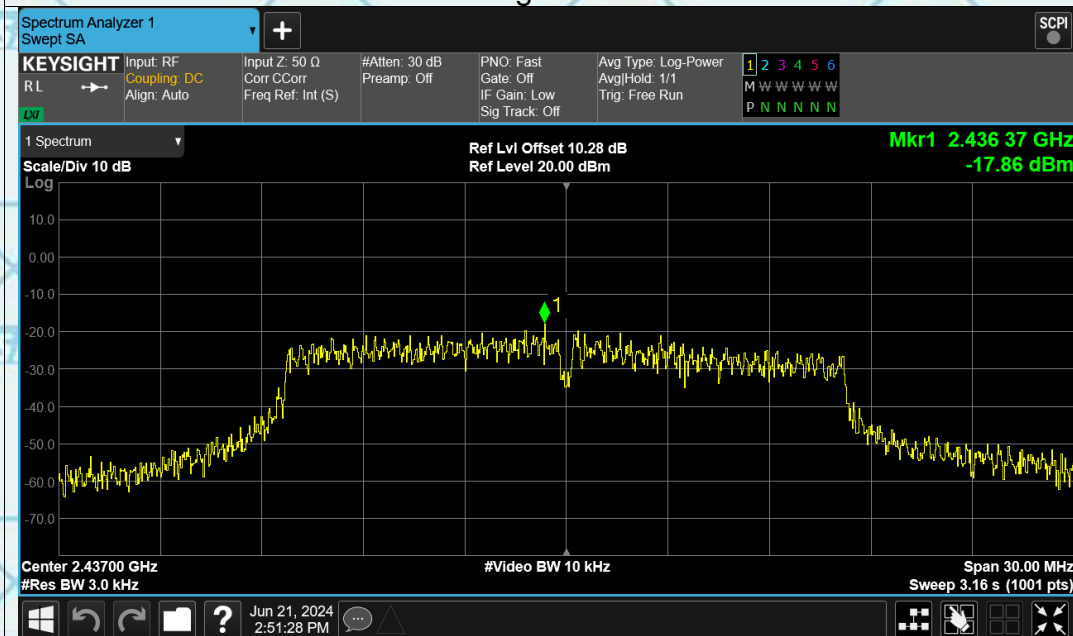 Spectrum Analyzer 1
Swept SA
+
SCPI
KEYSIGHT
RL
LXI
Input: RF
Coupling: DC
Align: Auto
Input Z: 50 Ω
Corr CCorr
Freq Ref: Int (S)
#Atten: 30 dB
Preamp: Off
PNO: Fast
Gate: Off
IF Gain: Low
Sig Track: Off
Avg Type: Log-Power
Avg|Hold: 1/1
Trig: Free Run
1 2 3 4 5 6
M W W W W W
P N N N N N
1 Spectrum
Scale/Div 10 dB
Log
Ref Lvl Offset 10.28 dB
Ref Level 20.00 dBm
Mkr1 2.436 37 GHz
-17.86 dBm
10.0
0.00
-10.0
1
-20.0
-30.0
-40.0
-50.0
-60.0
-70.0
Center 2.43700 GHz
#Video BW 10 kHz
Span 30.00 MHz
#Res BW 3.0 kHz
Sweep 3.16 s (1001 pts)
?
Jun 21, 2024
2:51:28 PM